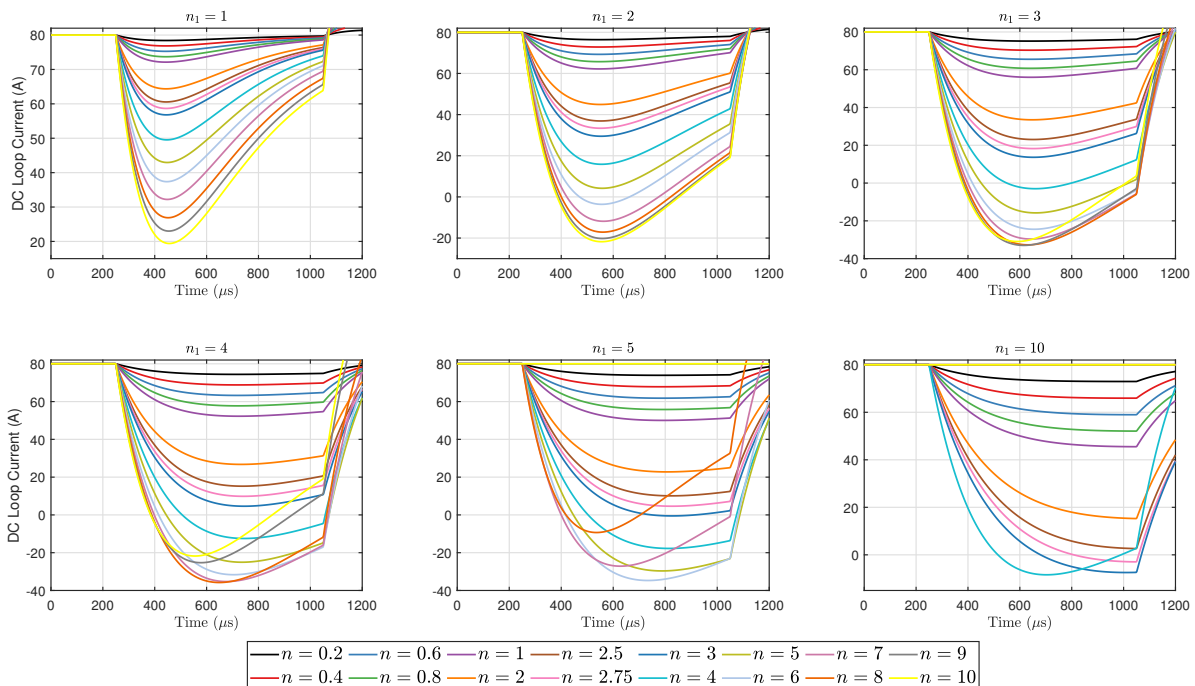 n₁ = 1
n₁ = 2
n₁ = 3
DC Loop Current (A)
80
70
60
50
40
30
20
0 200 400 600 800 1000 1200
Time (μs)
80
60
40
20
0
-20
0 200 400 600 800 1000 1200
Time (μs)
80
60
40
20
0
-20
-40
0 200 400 600 800 1000 1200
Time (μs)
n₁ = 4
n₁ = 5
n₁ = 10
DC Loop Current (A)
80
60
40
20
0
-20
-40
0 200 400 600 800 1000 1200
Time (μs)
80
60
40
20
0
-20
-40
0 200 400 600 800 1000 1200
Time (μs)
80
60
40
20
0
0 200 400 600 800 1000 1200
Time (μs)
n = 0.2 n = 0.6 n = 1 n = 2.5 n = 3 n = 5 n = 7 n = 9
n = 0.4 n = 0.8 n = 2 n = 2.75 n = 4 n = 6 n = 8 n = 10